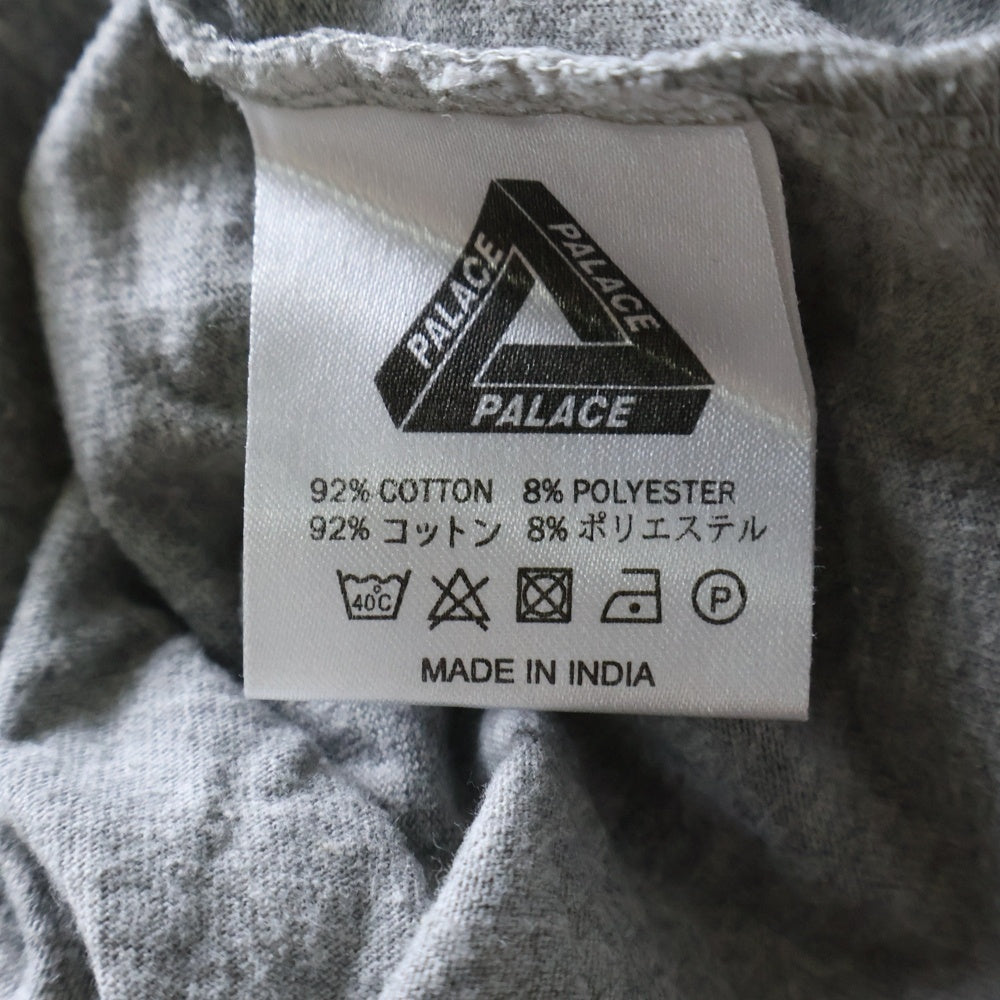 PALACE
PALACE
PALACE
92% COTTON 8% POLYESTER
92% コットン 8% ポリエステル
40°C P
MADE IN INDIA